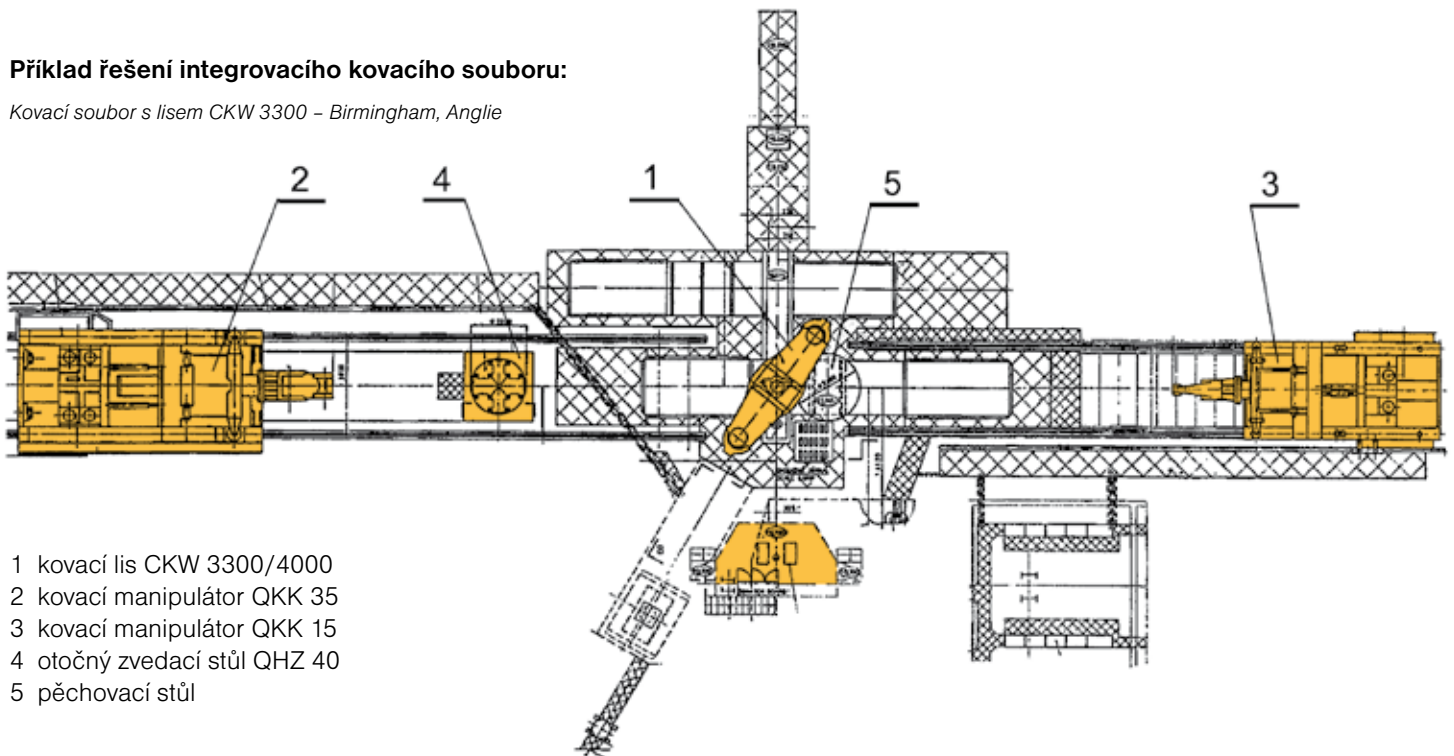 Příklad řešení integrovacího kovacího souboru:
Kovací soubor s lisem CKW 3300 – Birmingham, Anglie
2
4
1
5
3
1 kovací lis CKW 3300/4000
2 kovací manipulátor QKK 35
3 kovací manipulátor QKK 15
4 otočný zvedací stůl QHZ 40
5 pěchovací stůl